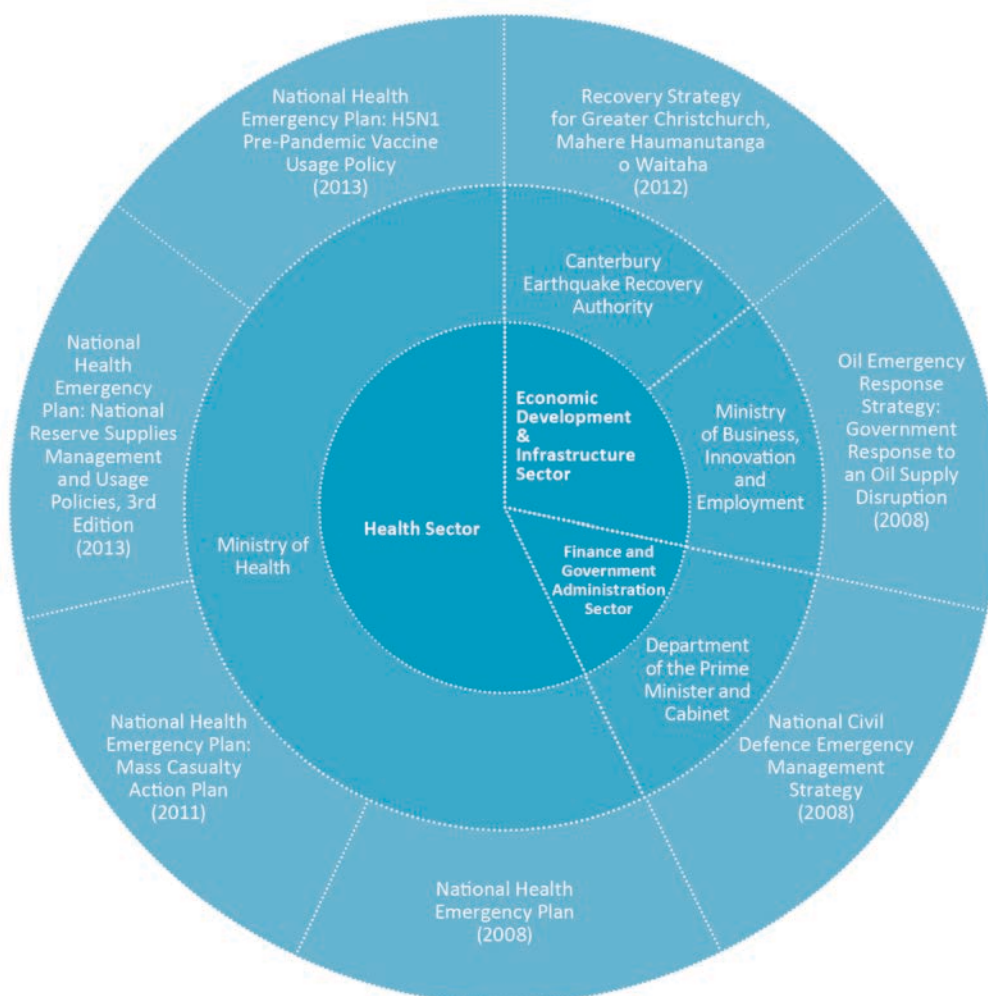 National Health
Emergency Plan: H5N1
Pre-Pandemic Vaccine
Usage Policy
(2013)
Recovery Strategy
for Greater Christchurch,
Mahere Haumanutanga
o Waitaha
(2012)
Canterbury
Earthquake Recovery
Authority
National
Health
Emergency
Plan: National
Reserve Supplies
Management
and Usage
Policies, 3rd
Edition
(2013)
Oil Emergency
Response
Strategy:
Government
Response to
an Oil Supply
Disruption
(2008)
Economic
Development
&
Infrastructure
Sector
Ministry
of Business,
Innovation
and
Employment
Health Sector
Ministry of
Health
Finance and
Government
Administration
Sector
Department
of the Prime
Minister and
Cabinet
National Health
Emergency Plan:
Mass Casualty
Action Plan
(2011)
National Civil
Defence Emergency
Management
Strategy
(2008)
National Health
Emergency Plan
(2008)